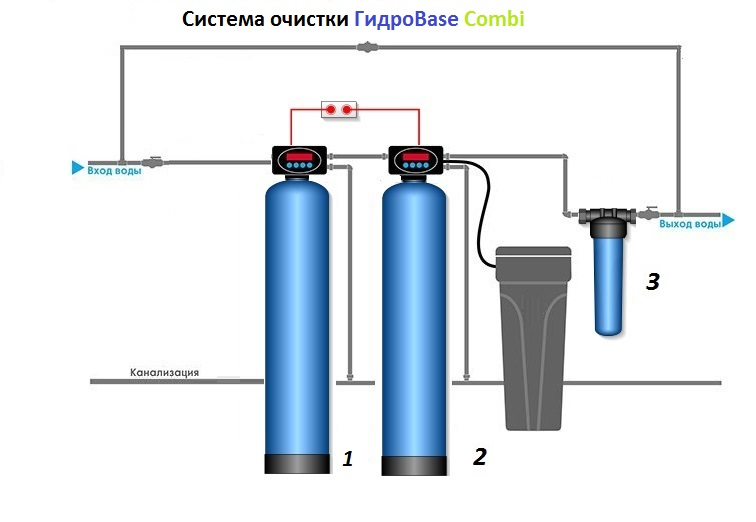 Система очистки ГидроBase Combi
Вход воды
Выход воды
3
Канализация
1
2